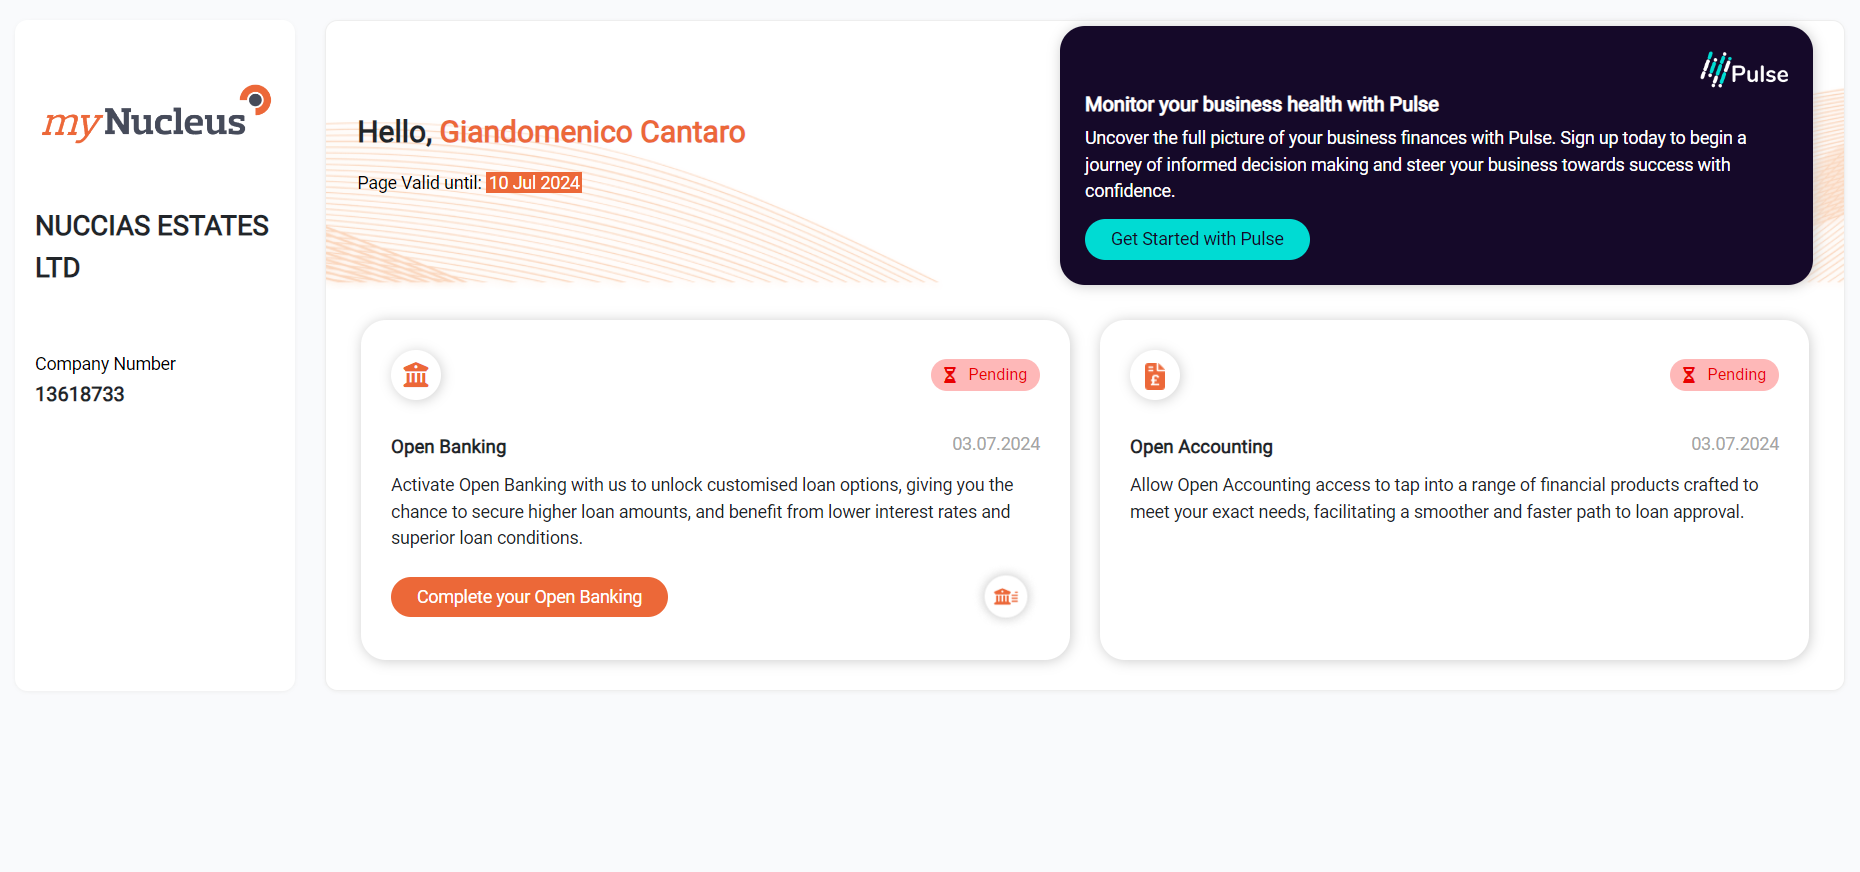 myNucleus
NUCCIAS ESTATES
LTD
Company Number
13618733
Hello, Giandomenico Cantaro
Page Valid until: 10 Jul 2024
Pulse
Monitor your business health with Pulse
Uncover the full picture of your business finances with Pulse. Sign up today to begin a
journey of informed decision making and steer your business towards success with
confidence.
Get Started with Pulse
Pending
Open Banking
03.07.2024
Activate Open Banking with us to unlock customised loan options, giving you the
chance to secure higher loan amounts, and benefit from lower interest rates and
superior loan conditions.
Complete your Open Banking
£
Pending
Open Accounting
03.07.2024
Allow Open Accounting access to tap into a range of financial products crafted to
meet your exact needs, facilitating a smoother and faster path to loan approval.